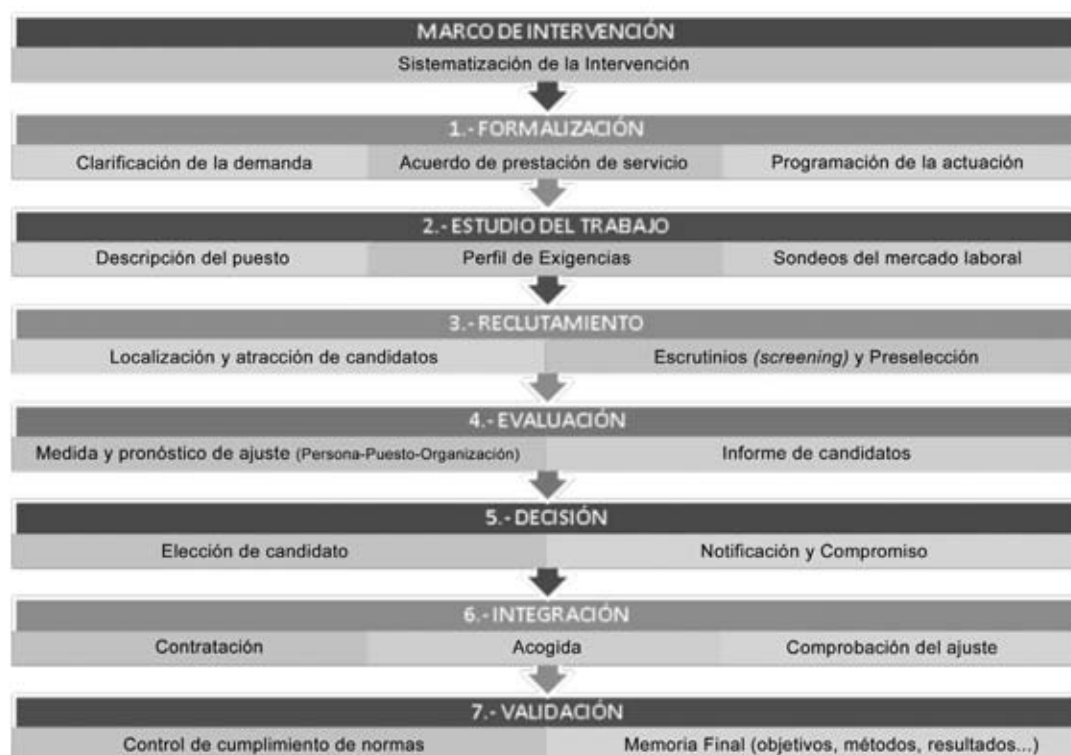 MARCO DE INTERVENCIÓN
Sistematización de la Intervención
1.- FORMALIZACIÓN
Clarificación de la demanda
Acuerdo de prestación de servicio
Programación de la actuación
2.- ESTUDIO DEL TRABAJO
Descripción del puesto
Perfil de Exigencias
Sondeos del mercado laboral
3.- RECLUTAMIENTO
Localización y atracción de candidatos
Escrutinios (screening) y Preselección
4.- EVALUACIÓN
Medida y pronóstico de ajuste (Persona-Puesto-Organización)
Informe de candidatos
5.- DECISIÓN
Elección de candidato
Notificación y Compromiso
6.- INTEGRACIÓN
Contratación
Acogida
Comprobación del ajuste
7.- VALIDACIÓN
Control de cumplimiento de normas
Memoria Final (objetivos, métodos, resultados...)